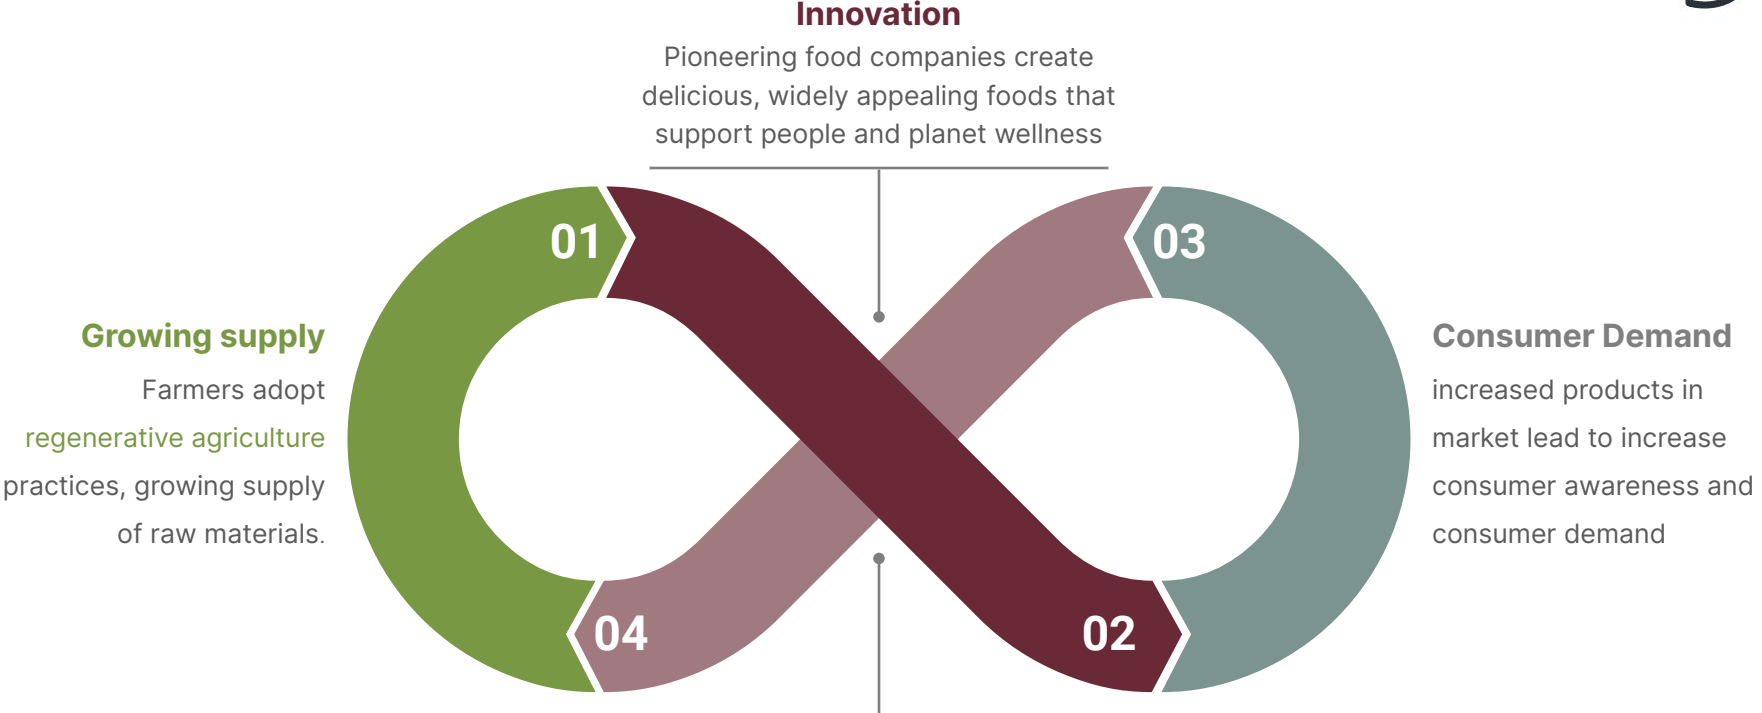 Innovation
Pioneering food companies create
delicious, widely appealing foods that
support people and planet wellness
01
03
Growing supply
Farmers adopt
regenerative agriculture
practices, growing supply
of raw materials.
Consumer Demand
increased products in
market lead to increase
consumer awareness and
consumer demand
04
02